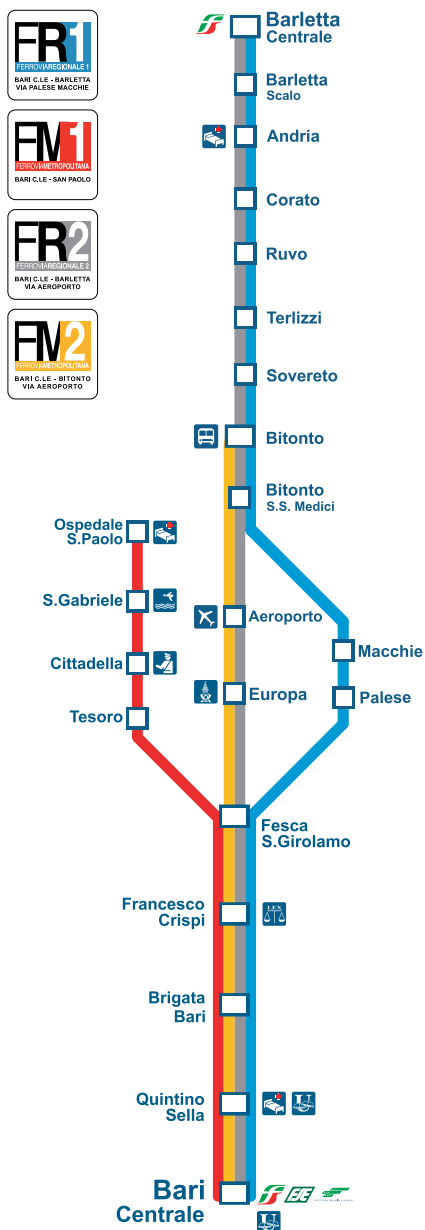 FR1
FERROVIAREGIONALE 1
BARI C.LE - BARLETTA
VIA PALESE MACCHIE
FM1
FERROVIAMETROPOLITANA
BARI C.LE - SAN PAOLO
FR2
FERROVIAREGIONALE 2
BARI C.LE - BARLETTA
VIA AEROPORTO
FM2
FERROVIAMETROPOLITANA
BARI C.LE - BITONTO
VIA AEROPORTO
Barletta
Centrale
Barletta
Scalo
Andria
Corato
Ruvo
Terlizzi
Sovereto
Bitonto
Bitonto
S.S. Medici
Ospedale
S.Paolo
S.Gabriele
Aeroporto
Macchie
Cittadella
Europa
Palese
Tesoro
Fesca
S.Girolamo
Francesco
Crispi
LEX
Brigata
Bari
Quintino
Sella
Bari
Centrale